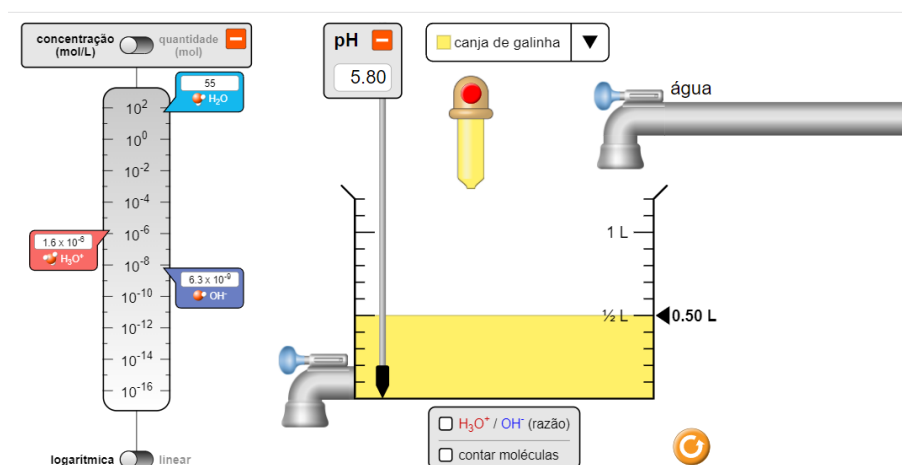 concentração
(mol/L)
quantidade
(mol)
55
H₂O
10²
10⁰
10⁻²
10⁻⁴
10⁻⁶
10⁻⁸
10⁻¹⁰
10⁻¹²
10⁻¹⁴
10⁻¹⁶
1.6 x 10⁻⁶
H₃O⁺
6.3 x 10⁻⁹
OH⁻
logarítmica
linear
pH
5.80
canja de galinha
água
1 L
½ L
0.50 L
H₃O⁺ / OH⁻ (razão)
contar moléculas